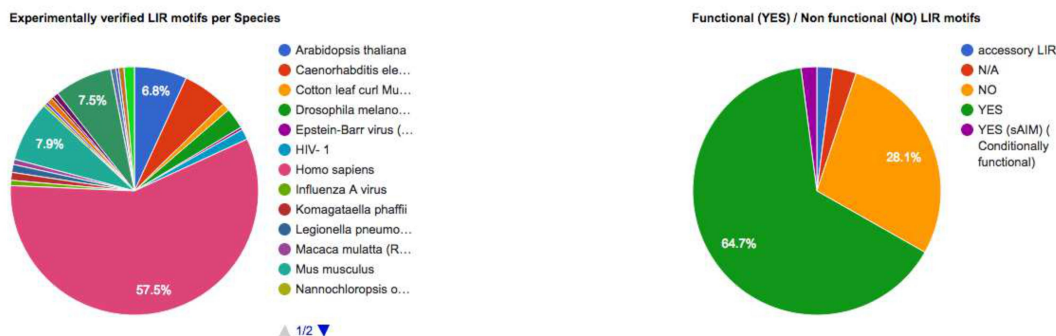 Experimentally verified LIR motifs per Species
6.8%
7.5%
7.9%
57.5%
Arabidopsis thaliana
Caenorhabditis ele...
Cotton leaf curl Mu...
Drosophila melano...
Epstein-Barr virus (...
HIV- 1
Homo sapiens
Influenza A virus
Komagataella phaffii
Legionella pneumo...
Macaca mulatta (R...
Mus musculus
Nannochloropsis o...
1/2
Functional (YES) / Non functional (NO) LIR motifs
28.1%
64.7%
accessory LIR
N/A
NO
YES
YES (sAIM) (
Conditionally
functional)